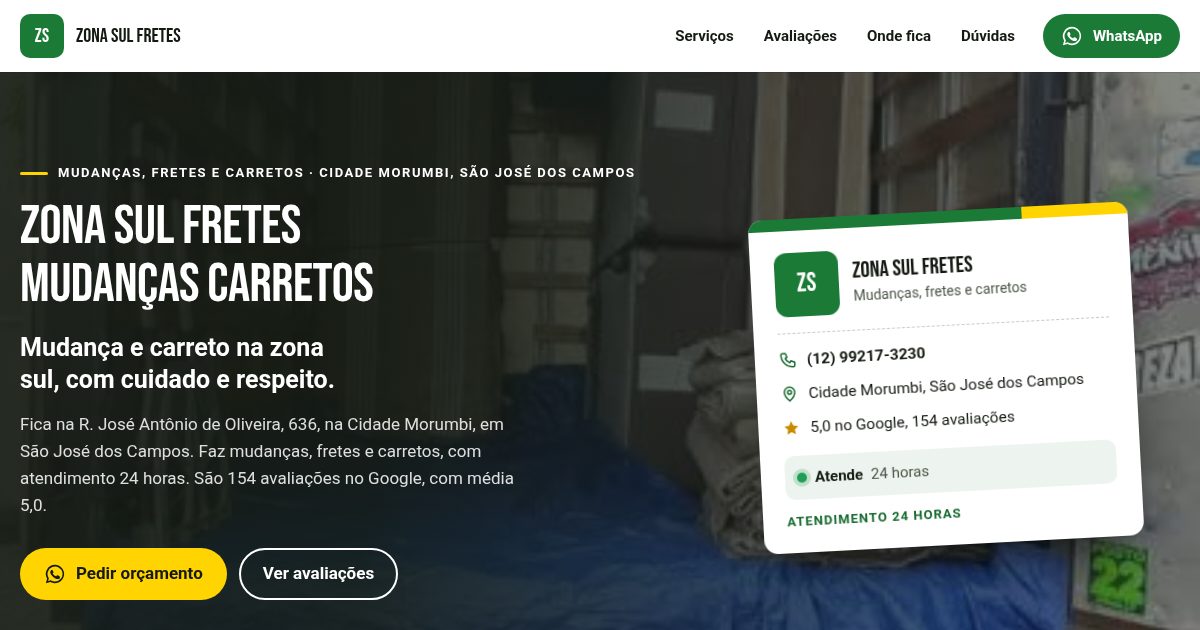 ZS
ZONA SUL FRETES
Serviços
Avaliações
Onde fica
Dúvidas
WhatsApp
MUDANÇAS, FRETES E CARRETOS · CIDADE MORUMBI, SÃO JOSÉ DOS CAMPOS
ZONA SUL FRETES
MUDANÇAS CARRETOS
Mudança e carreto na zona
sul, com cuidado e respeito.
Fica na R. José Antônio de Oliveira, 636, na Cidade Morumbi, em
São José dos Campos. Faz mudanças, fretes e carretos, com
atendimento 24 horas. São 154 avaliações no Google, com média
5,0.
Pedir orçamento
Ver avaliações
ZS
ZONA SUL FRETES
Mudanças, fretes e carretos
(12) 99217-3230
Cidade Morumbi, São José dos Campos
5,0 no Google, 154 avaliações
Atende 24 horas
ATENDIMENTO 24 HORAS
22